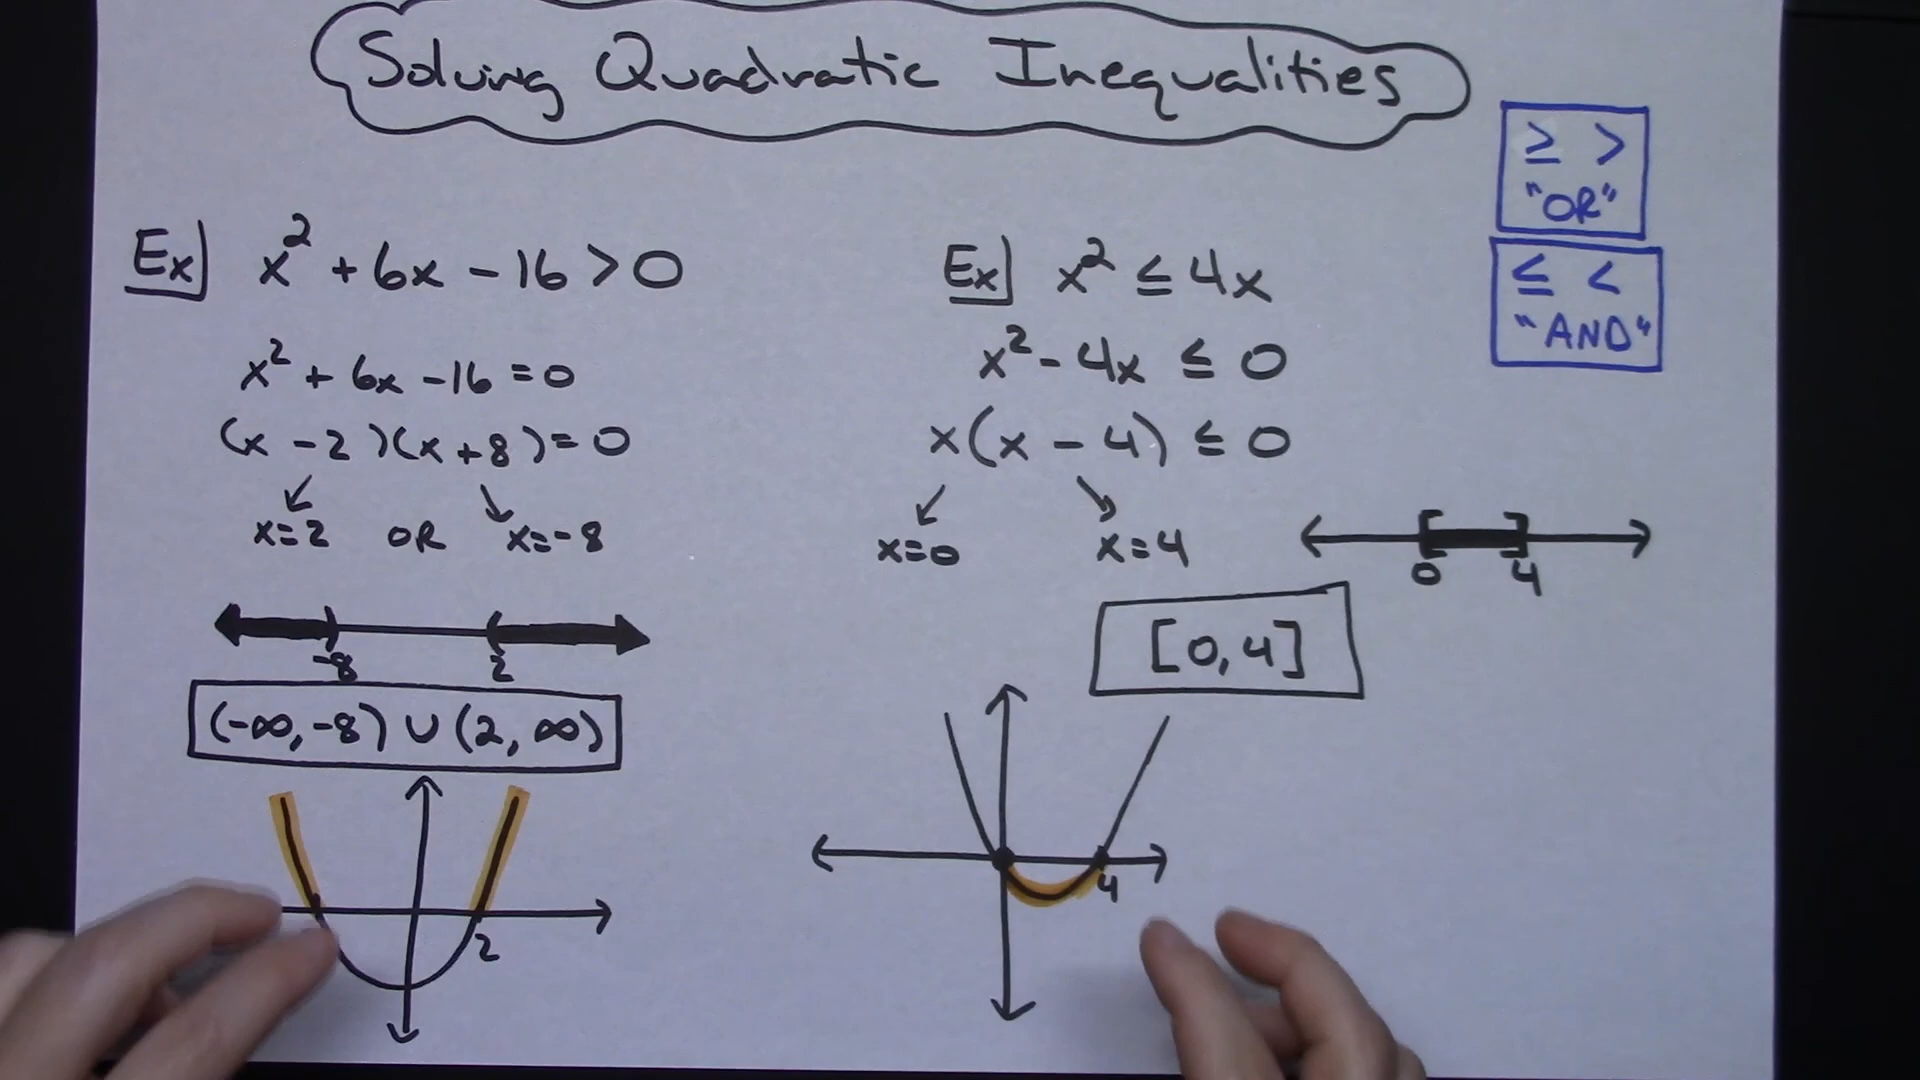 Solving Quadratic Inequalities
≥ >
"OR"
≤ <
"AND"
Ex] x² + 6x - 16 > 0
x² + 6x - 16 = 0
(x - 2)(x + 8) = 0
x = 2 OR x = -8
-8 2
(-∞, -8) ∪ (2, ∞)
2
Ex] x² ≤ 4x
x² - 4x ≤ 0
x(x - 4) ≤ 0
x = 0 x = 4
[ ]
0 4
[0, 4]
4